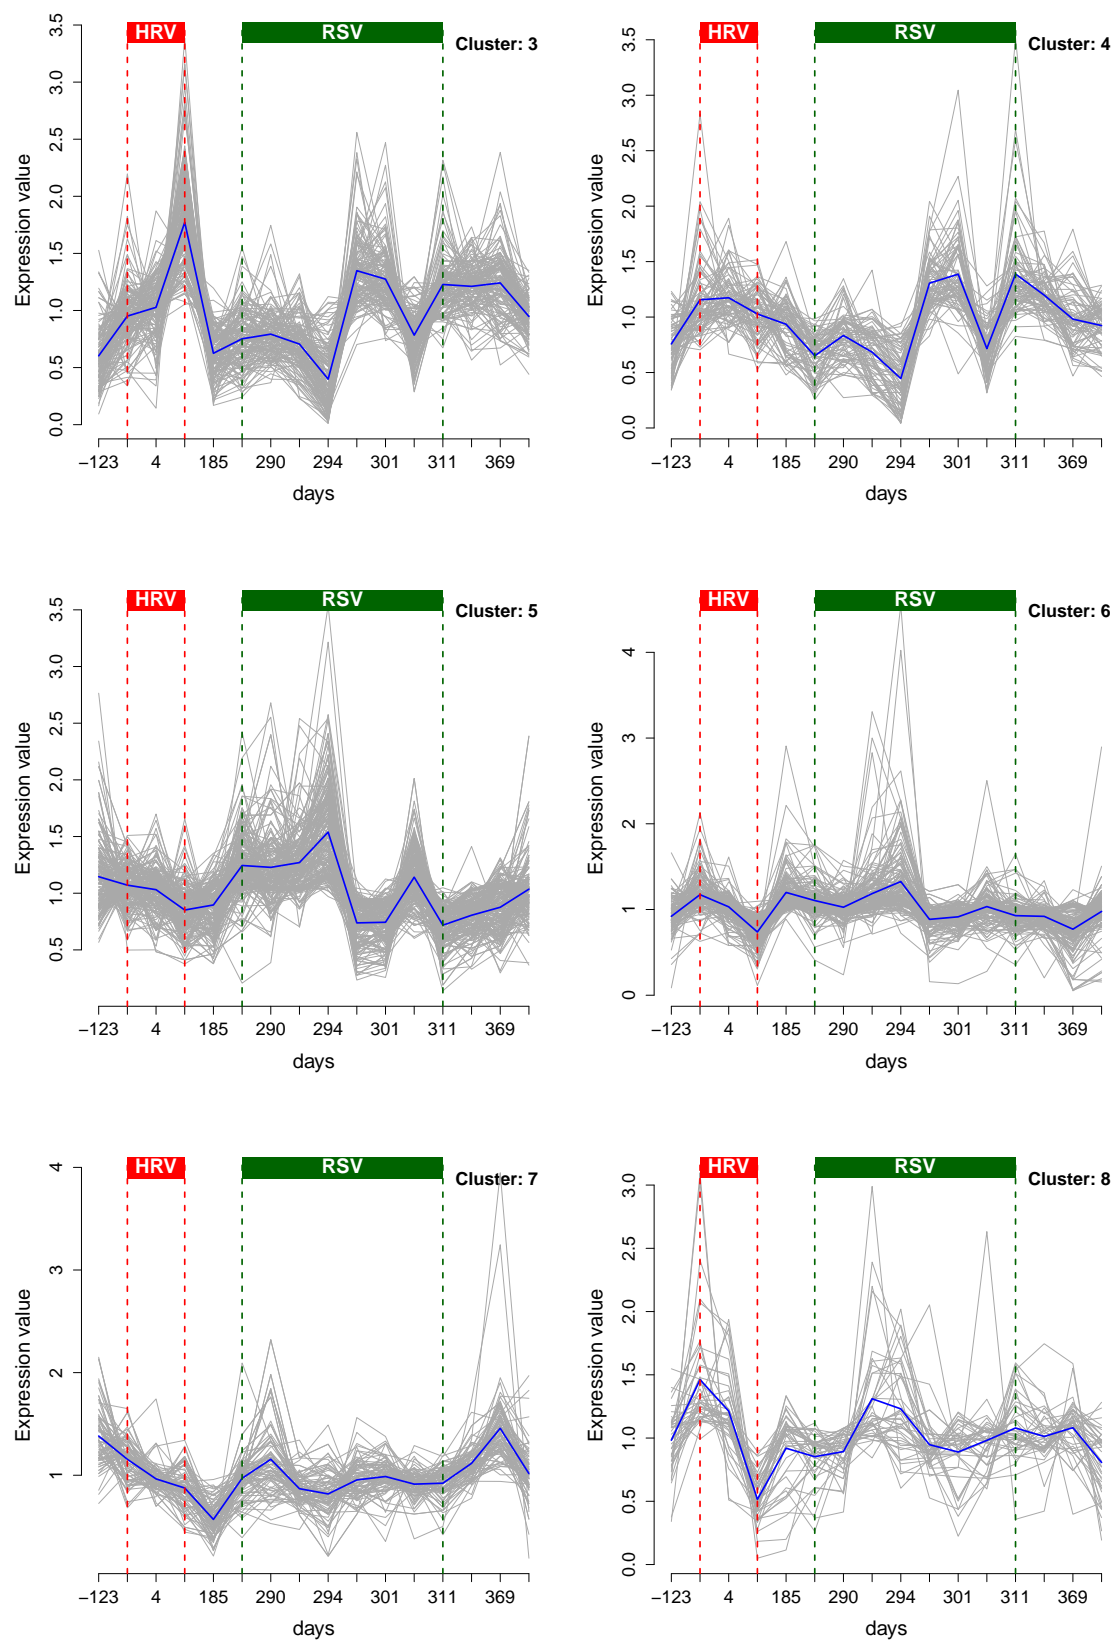 HRV RSV Cluster: 3
Expression value
0.0 0.5 1.0 1.5 2.0 2.5 3.0 3.5
−123 4 185 290 294 301 311 369
days
HRV RSV Cluster: 4
Expression value
0.0 0.5 1.0 1.5 2.0 2.5 3.0 3.5
−123 4 185 290 294 301 311 369
days
HRV RSV Cluster: 5
Expression value
0.5 1.0 1.5 2.0 2.5 3.0 3.5
−123 4 185 290 294 301 311 369
days
HRV RSV Cluster: 6
Expression value
0 1 2 3 4
−123 4 185 290 294 301 311 369
days
HRV RSV Cluster: 7
Expression value
1 2 3 4
−123 4 185 290 294 301 311 369
days
HRV RSV Cluster: 8
Expression value
0.0 0.5 1.0 1.5 2.0 2.5 3.0
−123 4 185 290 294 301 311 369
days